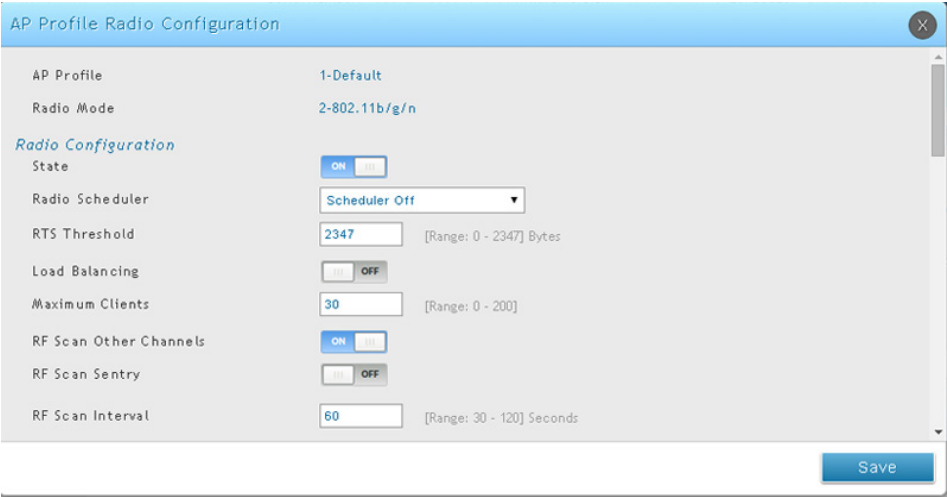 AP Profile Radio Configuration
X
AP Profile 1-Default
Radio Mode 2-802.11b/g/n
Radio Configuration
State ON
Radio Scheduler Scheduler Off
RTS Threshold 2347 [Range: 0 - 2347] Bytes
Load Balancing OFF
Maximum Clients 30 [Range: 0 - 200]
RF Scan Other Channels ON
RF Scan Sentry OFF
RF Scan Interval 60 [Range: 30 - 120] Seconds
Save